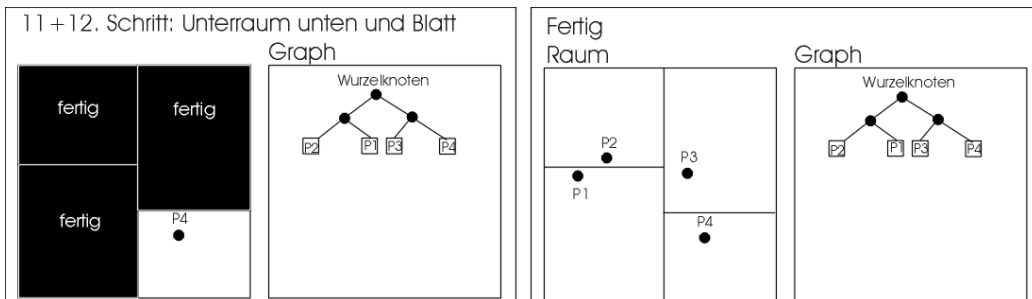 11+12. Schritt: Unterraum unten und Blatt
Graph
fertig
fertig
fertig
P4
Wurzelknoten
P2 P1 P3 P4
Fertig
Raum
Graph
P2
P3
P1
P4
Wurzelknoten
P2 P1 P3 P4